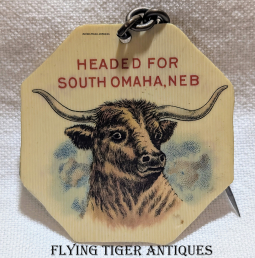 HEADED FOR
SOUTH OMAHA, NEB
FLYING TIGER ANTIQUES